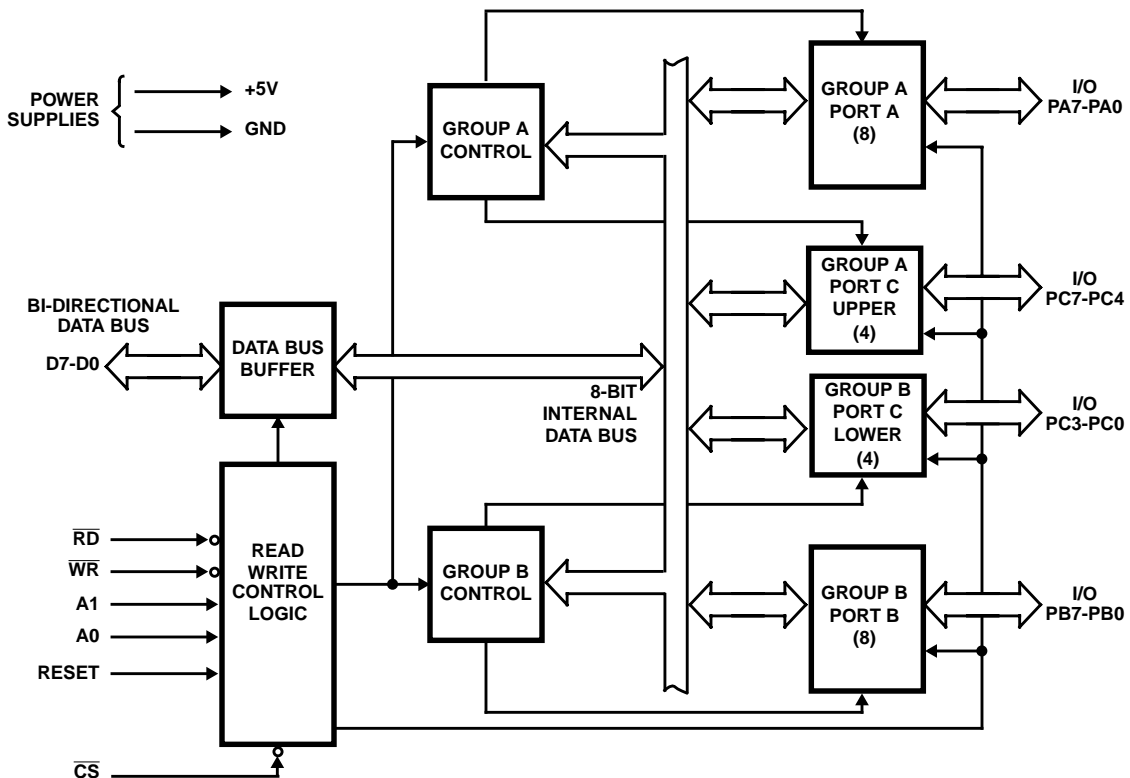 POWER
SUPPLIES
+5V
GND
GROUP A
CONTROL
GROUP A
PORT A
(8)
I/O
PA7-PA0
GROUP A
PORT C
UPPER
(4)
I/O
PC7-PC4
BI-DIRECTIONAL
DATA BUS
D7-D0
DATA BUS
BUFFER
8-BIT
INTERNAL
DATA BUS
GROUP B
PORT C
LOWER
(4)
I/O
PC3-PC0
RD
WR
A1
A0
RESET
CS
READ
WRITE
CONTROL
LOGIC
GROUP B
CONTROL
GROUP B
PORT B
(8)
I/O
PB7-PB0